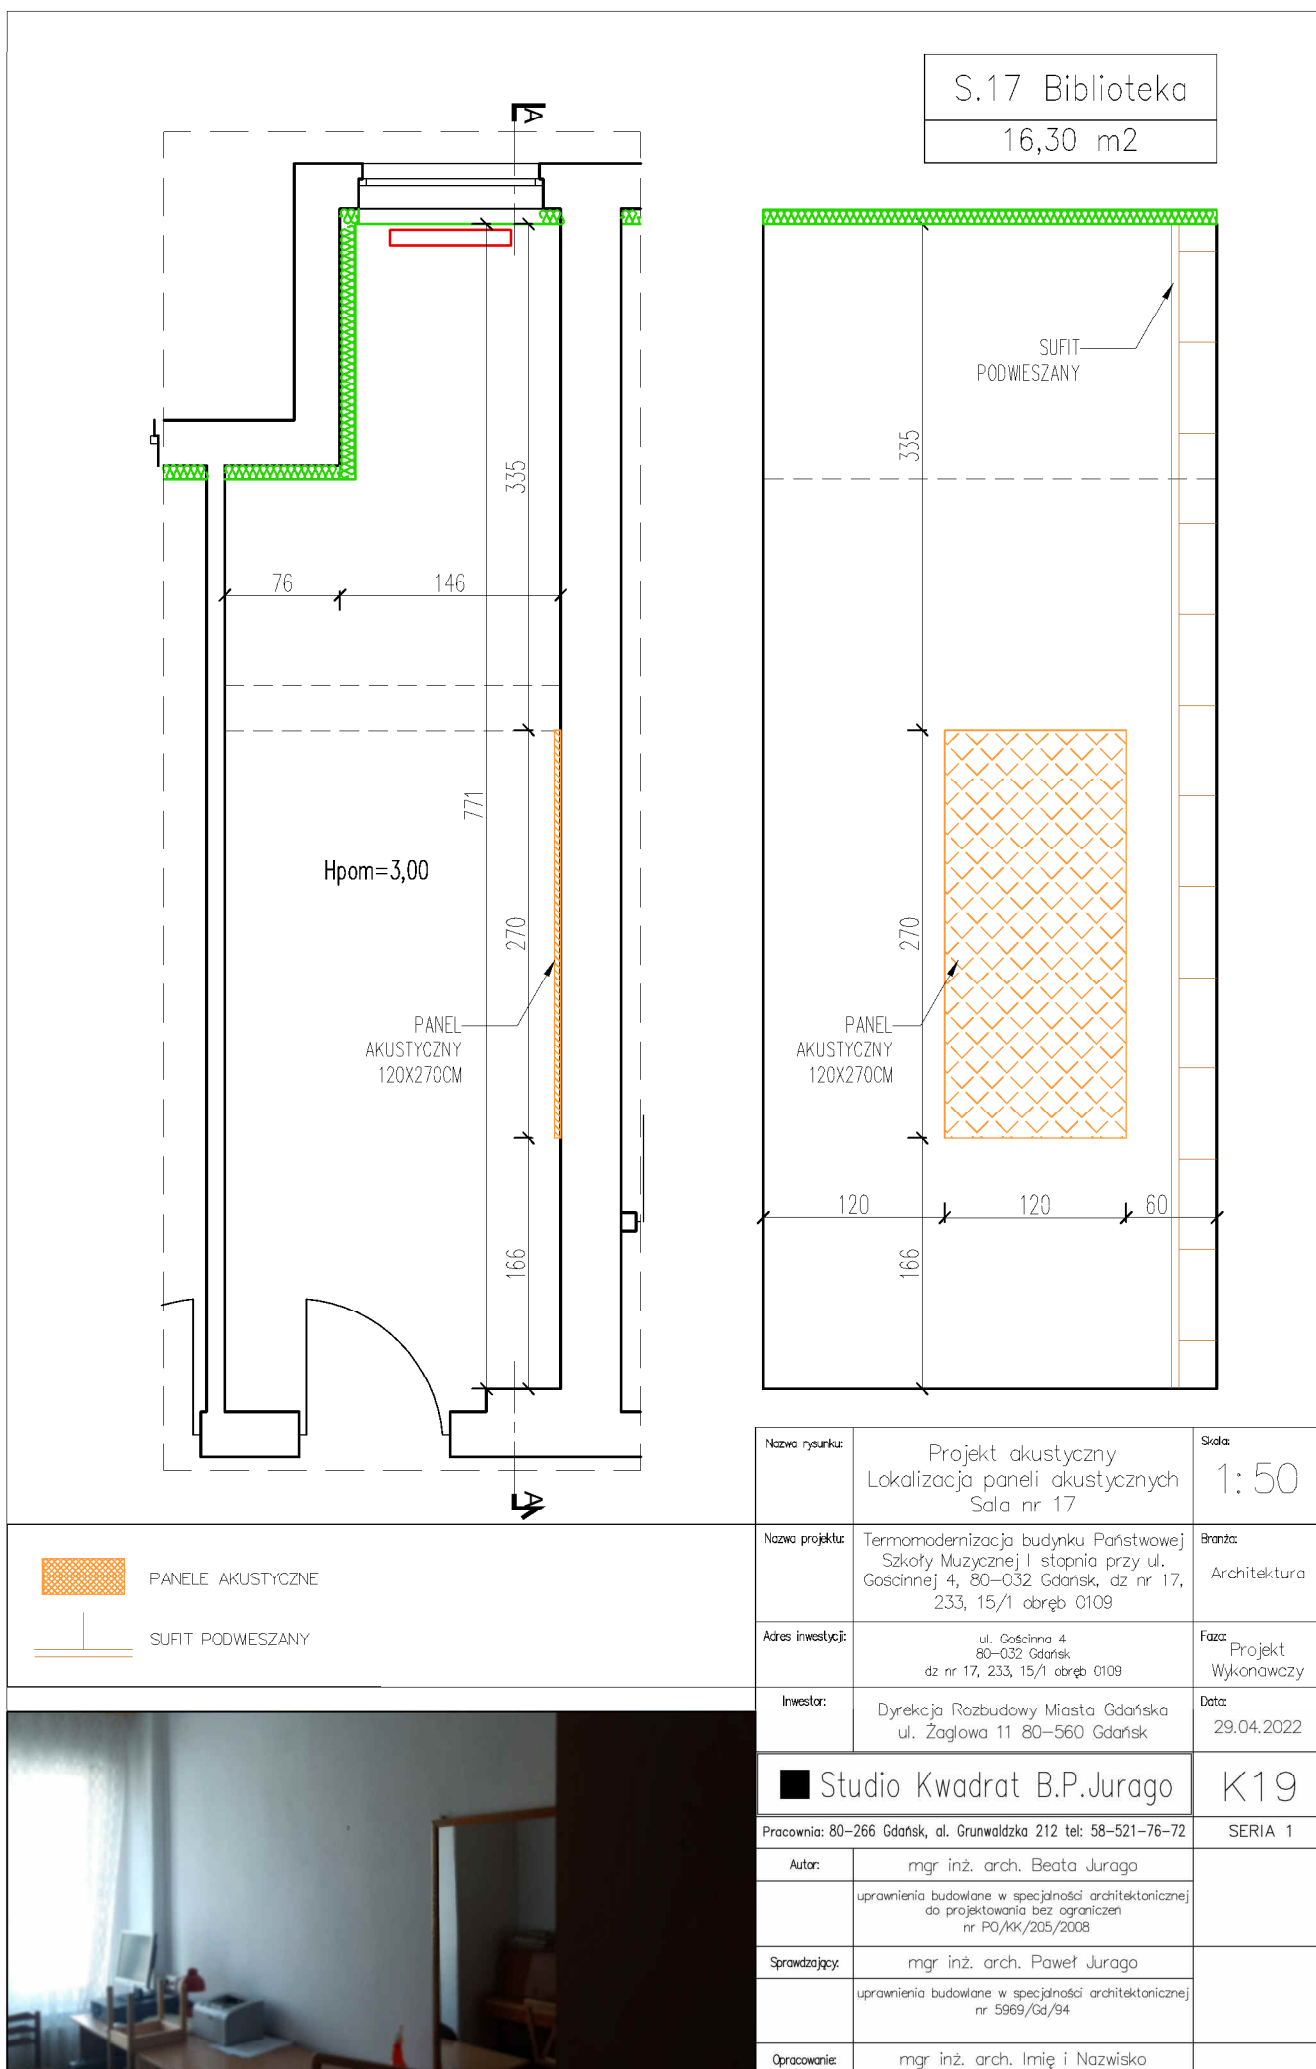 S.17 Biblioteka
16,30 m2
A
335
76
146
771
Hpom=3,00
270
PANEL
AKUSTYCZNY
120X270CM
166
A
SUFIT
PODWIESZANY
335
270
PANEL
AKUSTYCZNY
120X270CM
120
120
60
166
PANELE AKUSTYCZNE
SUFIT PODWIESZANY
Nazwa rysunku:
Projekt akustyczny
Lokalizacja paneli akustycznych
Sala nr 17
Skala:
1:50
Nazwa projektu:
Termomodernizacja budynku Państwowej
Szkoły Muzycznej I stopnia przy ul.
Gościnnej 4, 80-032 Gdańsk, dz nr 17,
233, 15/1 obręb 0109
Branża:
Architektura
Adres inwestycji:
ul. Gościnna 4
80-032 Gdańsk
dz nr 17, 233, 15/1 obręb 0109
Faza:
Projekt
Wykonawczy
Inwestor:
Dyrekcja Rozbudowy Miasta Gdańska
ul. Żaglowa 11 80-560 Gdańsk
Data:
29.04.2022
Studio Kwadrat B.P.Jurago
K19
Pracownia: 80-266 Gdańsk, al. Grunwaldzka 212 tel: 58-521-76-72
SERIA 1
Autor:
mgr inż. arch. Beata Jurago
uprawnienia budowlane w specjalności architektonicznej
do projektowania bez ograniczeń
nr PO/KK/205/2008
Sprawdzający:
mgr inż. arch. Paweł Jurago
uprawnienia budowlane w specjalności architektonicznej
nr 5969/Gd/94
Opracowanie:
mgr inż. arch. Imię i Nazwisko